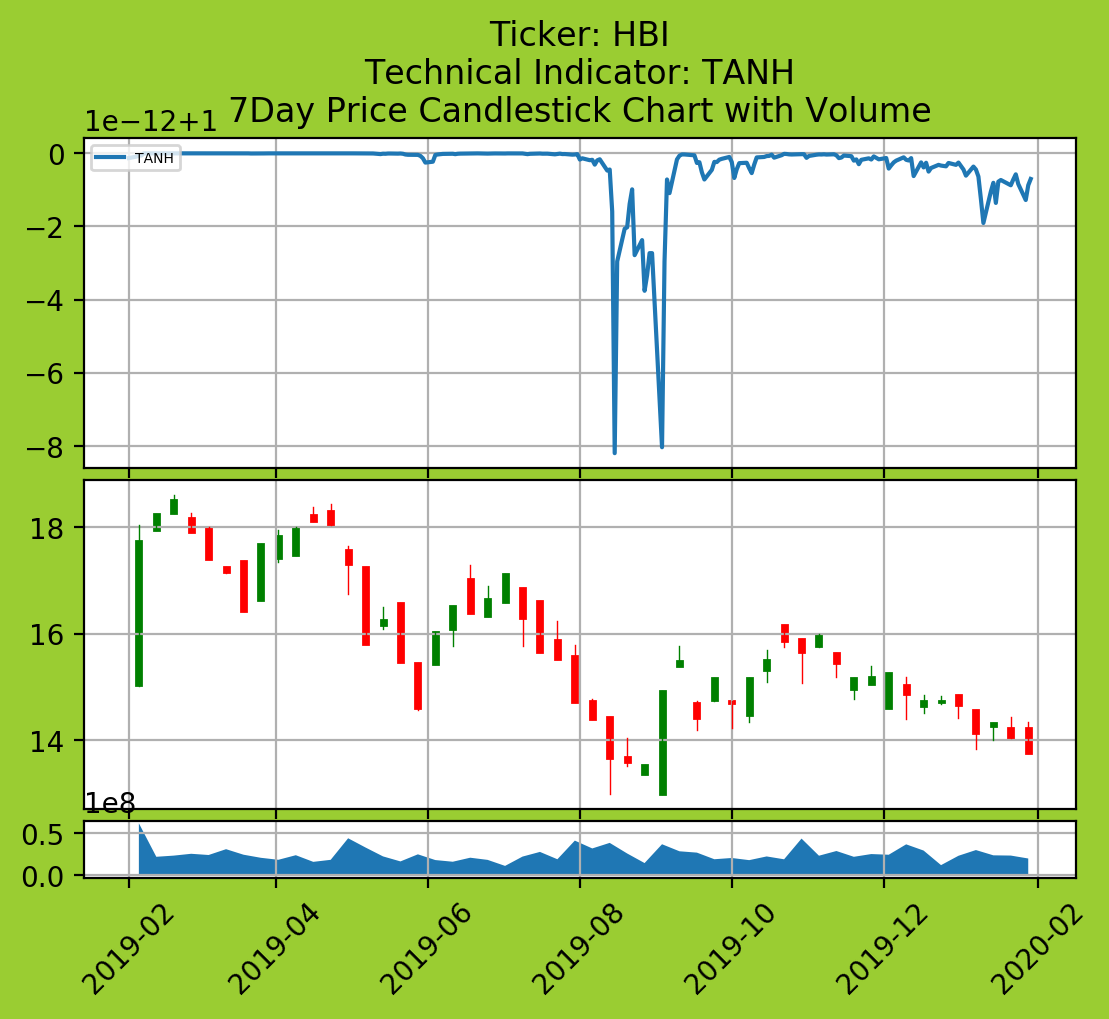 Ticker: HBI
Technical Indicator: TANH
7Day Price Candlestick Chart with Volume
1e−12+1
TANH
0
−2
−4
−6
−8
18
16
14
1e8
0.5
0.0
2019-02
2019-04
2019-06
2019-08
2019-10
2019-12
2020-02